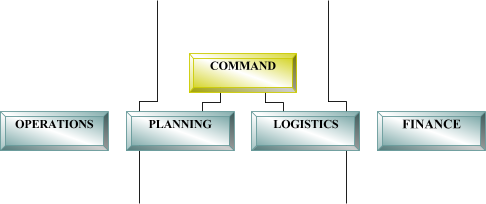 COMMAND
OPERATIONS
PLANNING
LOGISTICS
FINANCE